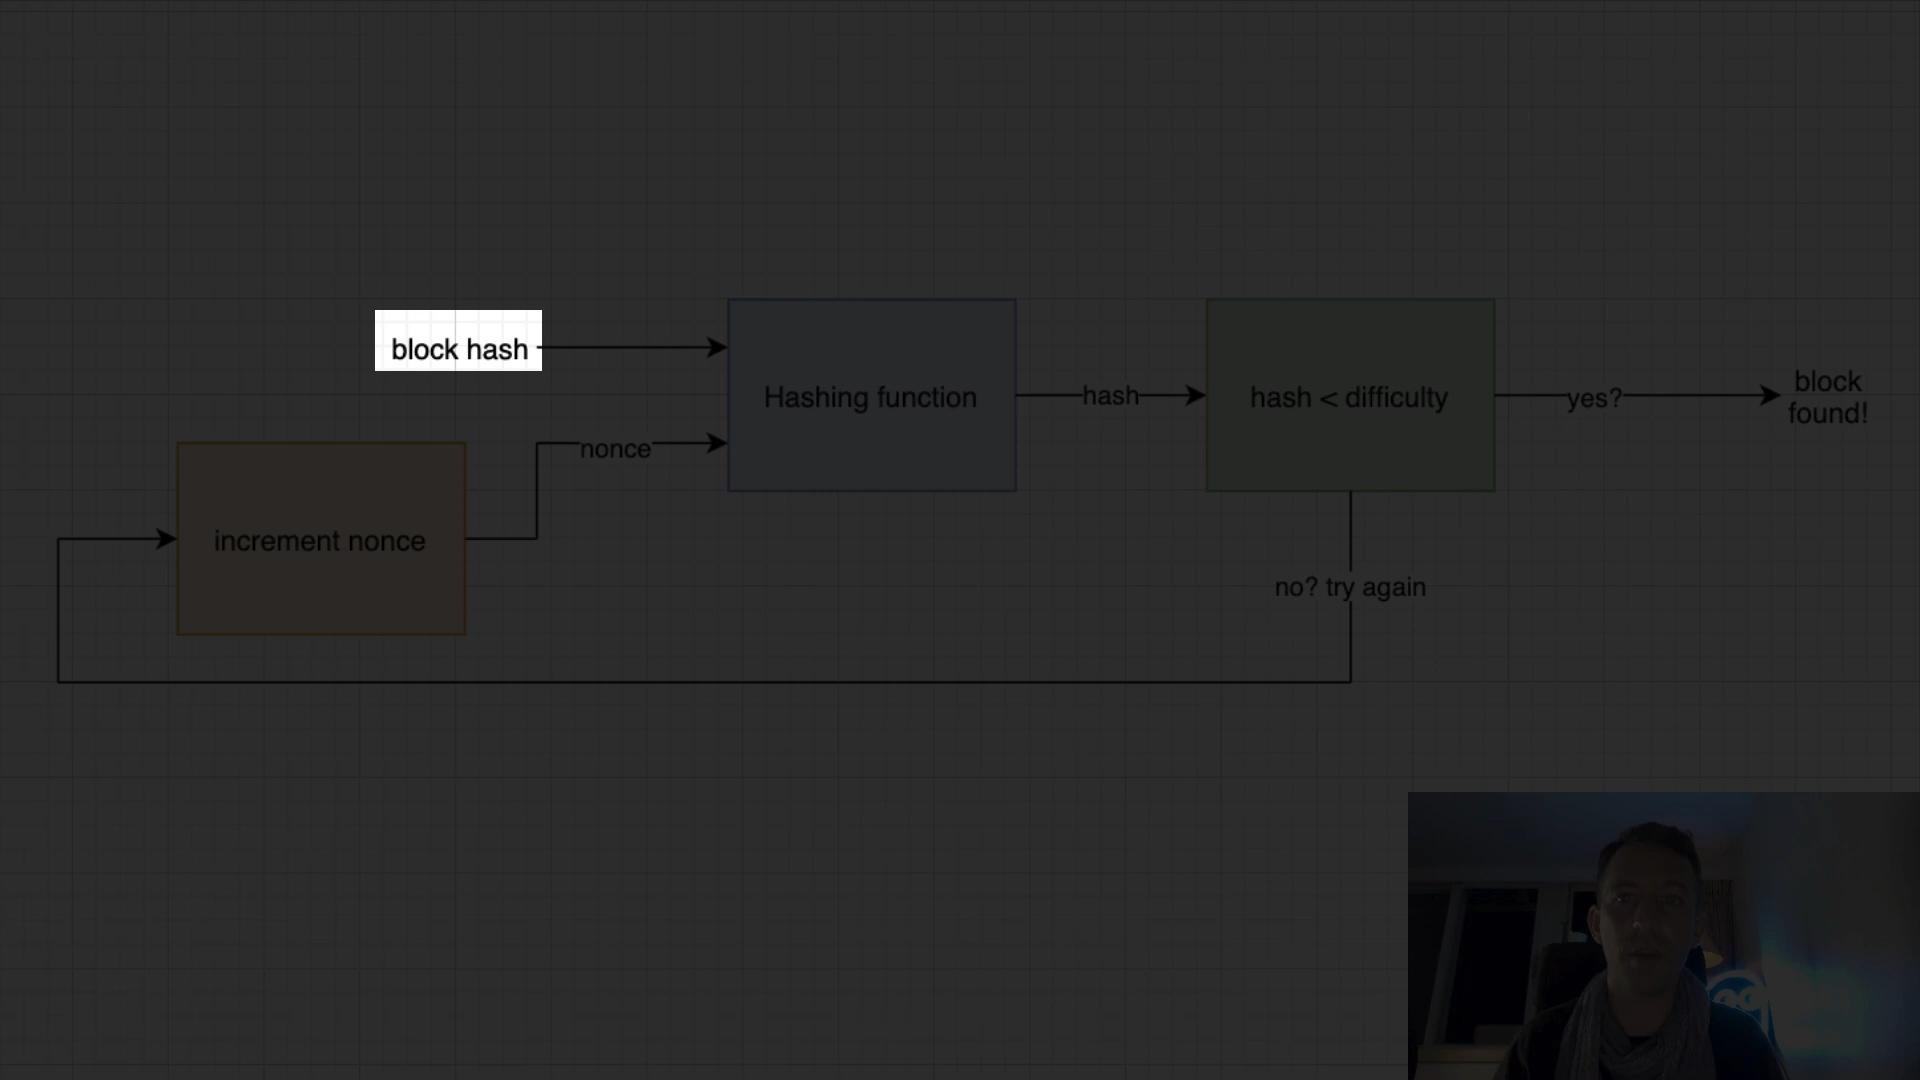 block hash
Hashing function
hash
hash < difficulty
yes?
block
found!
nonce
increment nonce
no? try again